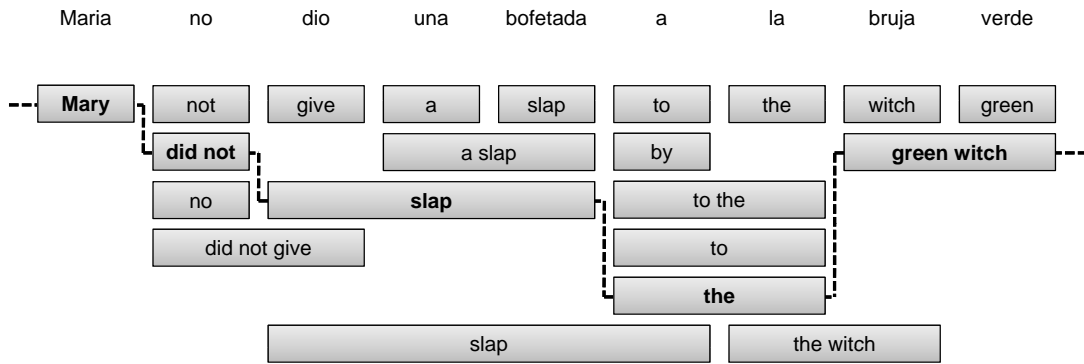 Maria no dio una bofetada a la bruja verde
Mary not give a slap to the witch green
did not a slap by green witch
no slap to the
did not give to
the
slap the witch